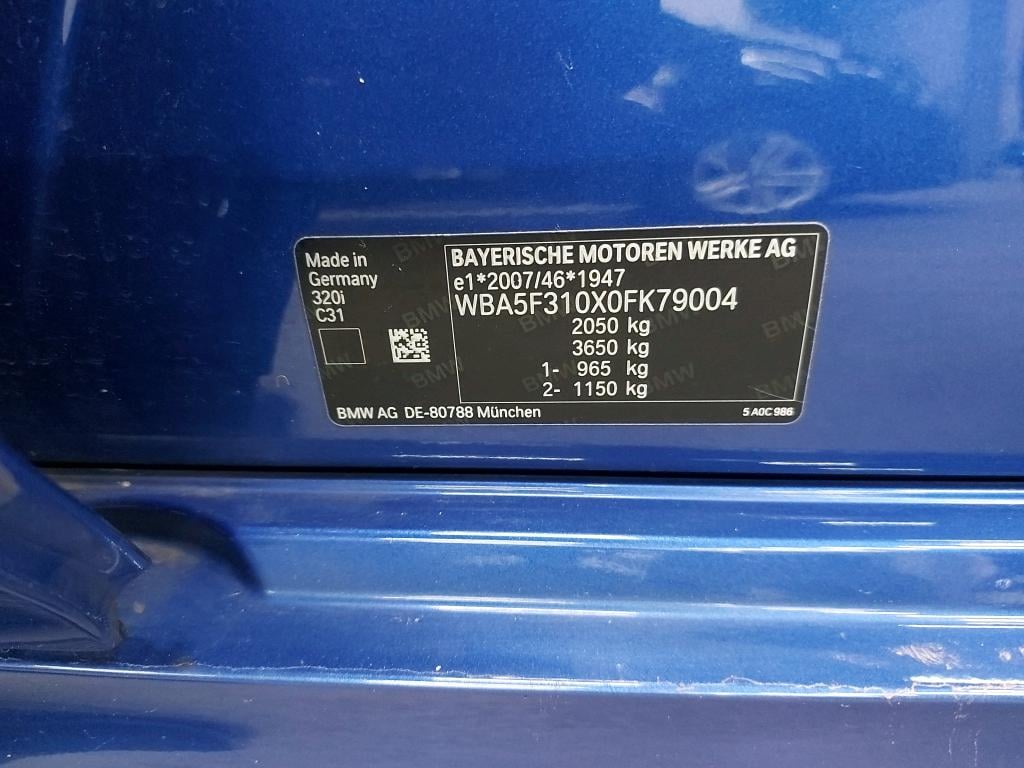 Made in
Germany
320i
C31
BAYERISCHE MOTOREN WERKE AG
e1*2007/46*1947
WBA5F310X0FK79004
2050 kg
3650 kg
1- 965 kg
2- 1150 kg
BMW AG DE-80788 München
5 A0C 986